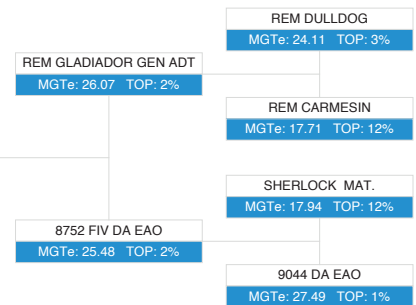 REM DULLDOG
MGTe: 24.11 TOP: 3%
REM GLADIADOR GEN ADT
MGTe: 26.07 TOP: 2%
REM CARMESIN
MGTe: 17.71 TOP: 12%
SHERLOCK MAT.
MGTe: 17.94 TOP: 12%
8752 FIV DA EAO
MGTe: 25.48 TOP: 2%
9044 DA EAO
MGTe: 27.49 TOP: 1%